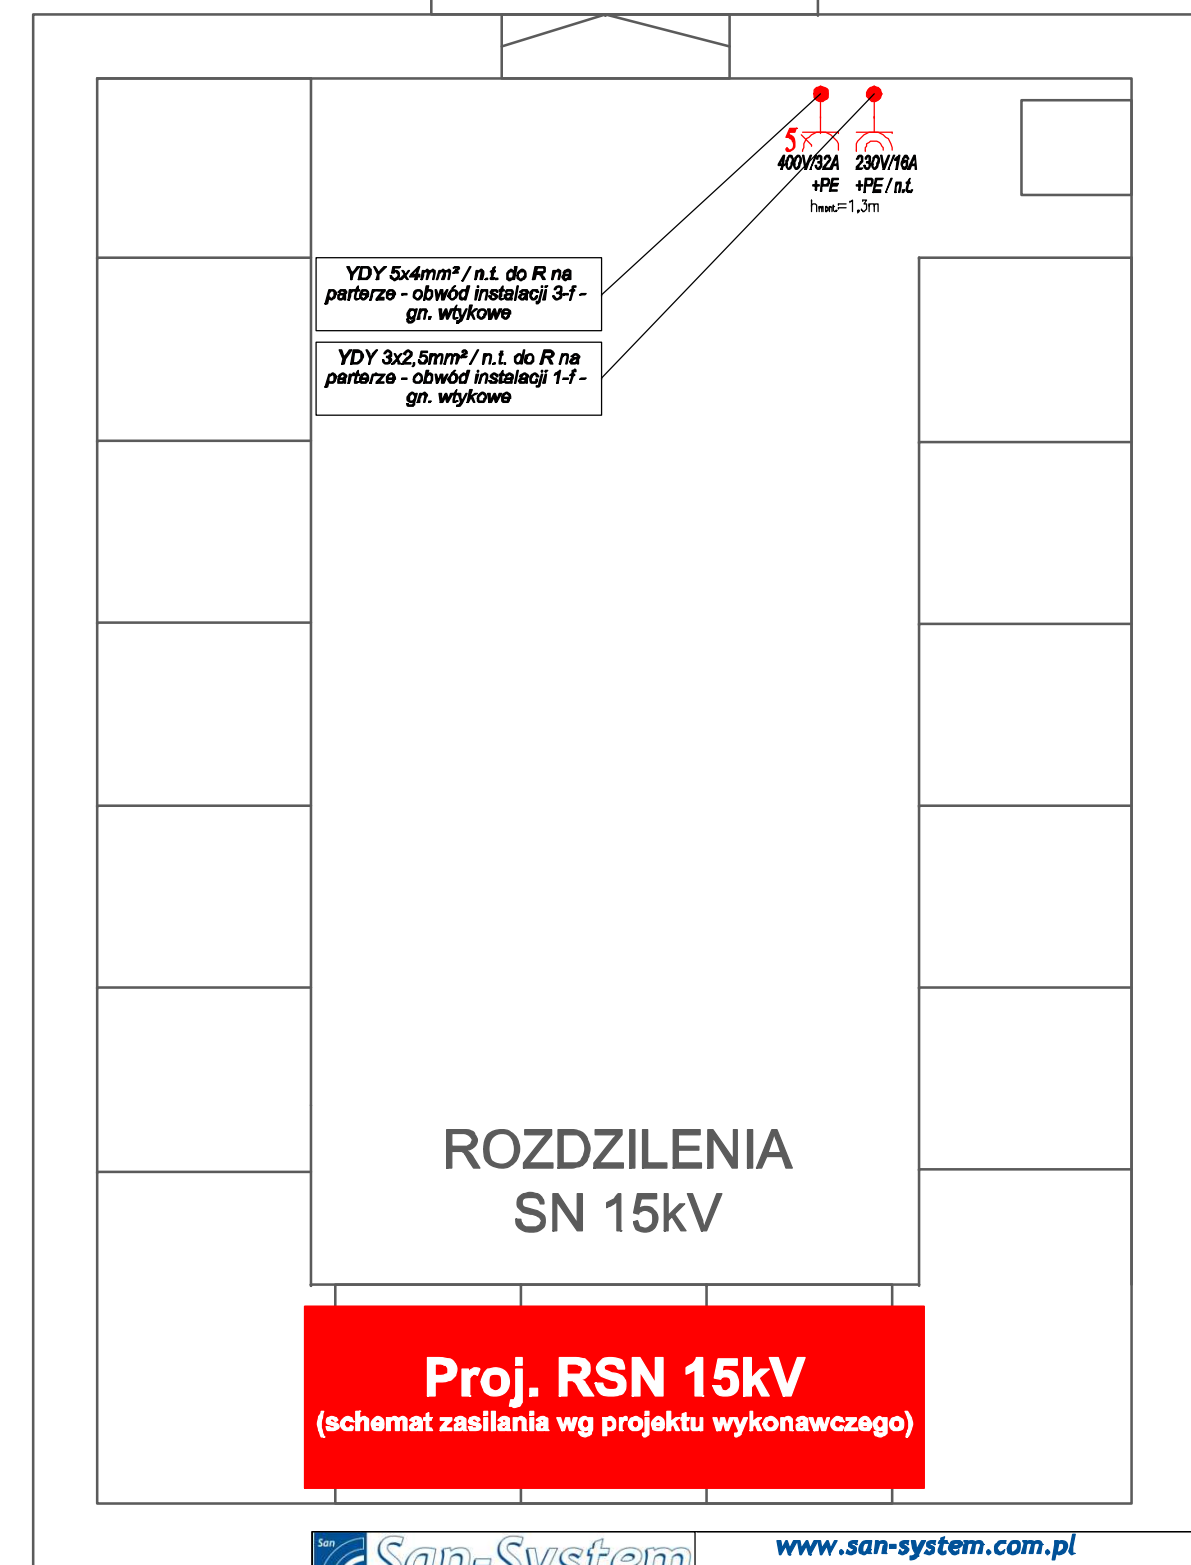 5
400V/32A
+PE
230V/16A
+PE / n.t.
hmont.=1,3m
YDY 5x4mm² / n.t. do R na
parterze - obwód instalacji 3-f -
gn. wtykowe
YDY 3x2,5mm² / n.t. do R na
parterze - obwód instalacji 1-f -
gn. wtykowe
ROZDZILENIA
SN 15kV
Proj. RSN 15kV
(schemat zasilania wg projektu wykonawczego)
San
San-System
www.san-system.com.pl